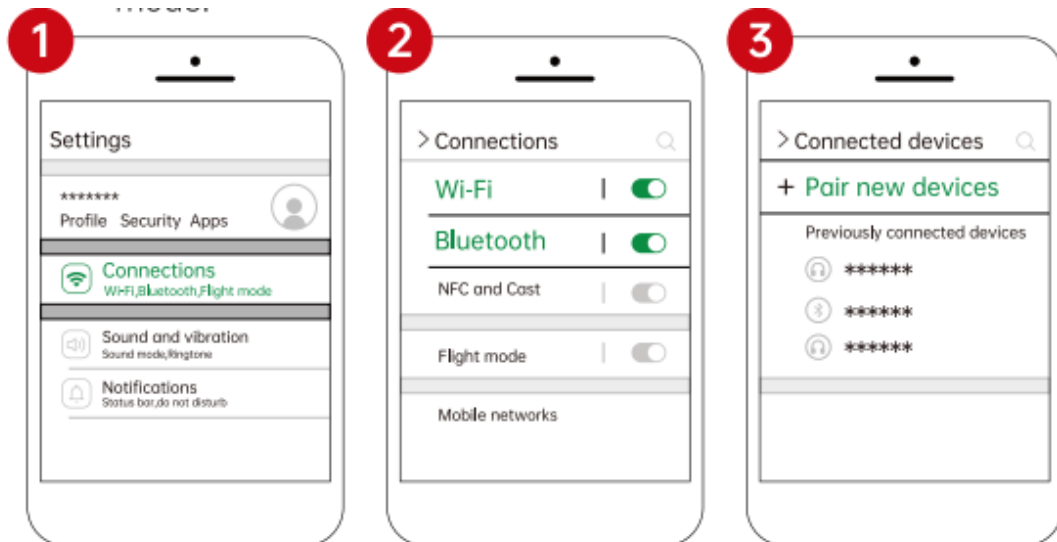 1
Settings
*******
Profile Security Apps
Connections
Wi-Fi,Bluetooth,Flight mode
Sound and vibration
Sound mode,Ringtone
Notifications
Status bar,do not disturb
2
>Connections
Wi-Fi
Bluetooth
NFC and Cast
Flight mode
Mobile networks
3
>Connected devices
+ Pair new devices
Previously connected devices
******
******
******